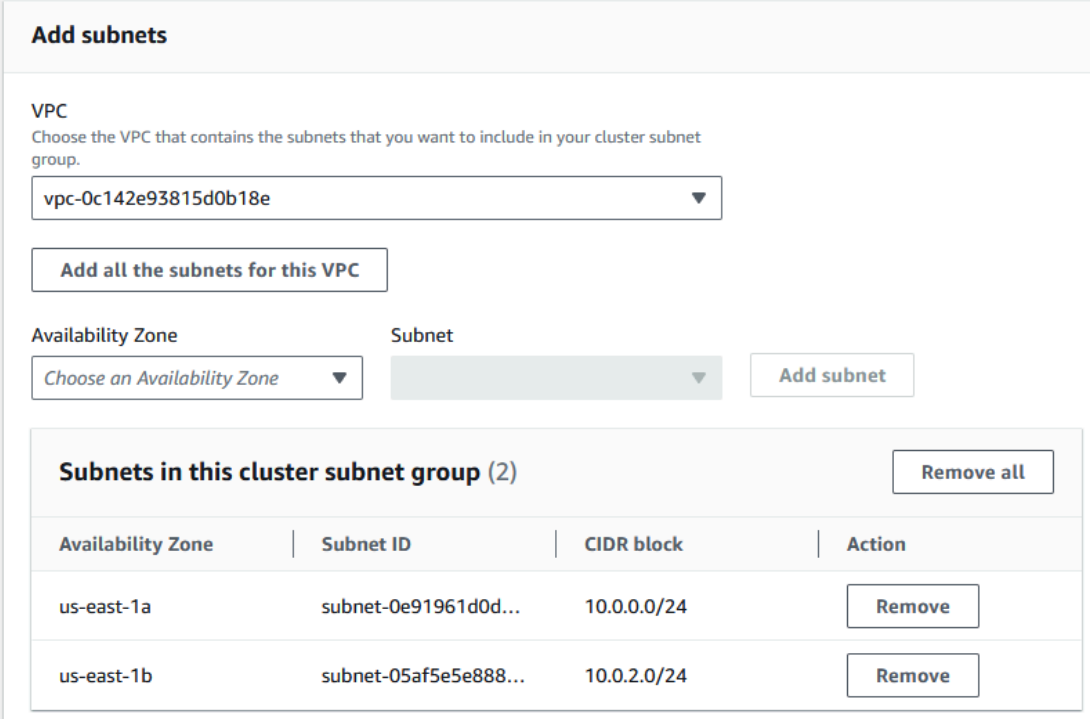 Add subnets
VPC
Choose the VPC that contains the subnets that you want to include in your cluster subnet
group.
vpc-0c142e93815d0b18e
Add all the subnets for this VPC
Availability Zone Subnet
Choose an Availability Zone Add subnet
Subnets in this cluster subnet group (2) Remove all
Availability Zone Subnet ID CIDR block Action
us-east-1a subnet-0e91961d0d... 10.0.0.0/24 Remove
us-east-1b subnet-05af5e5e888... 10.0.2.0/24 Remove